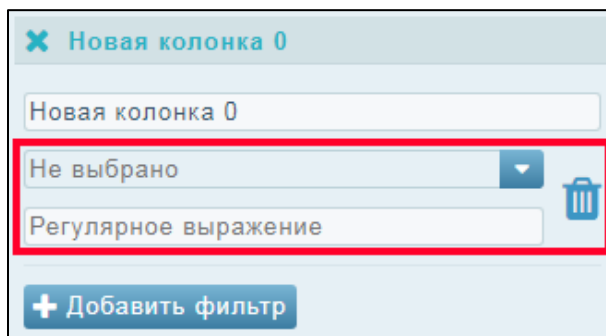 Новая колонка 0
Новая колонка 0
Не выбрано
Регулярное выражение
Добавить фильтр